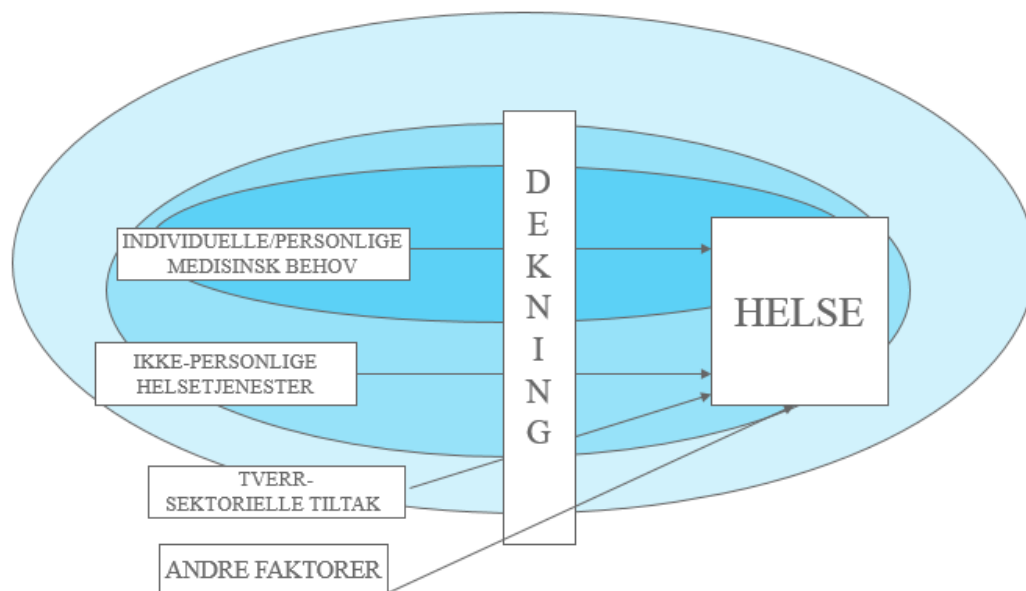 INDIVIDUELLE/PERSONLIGE
MEDISINSK BEHOV
IKKE-PERSONLIGE
HELSETJENESTER
TVERR-
SEKTORIELLE TILTAK
ANDRE FAKTORER
D
E
K
N
I
N
G
HELSE